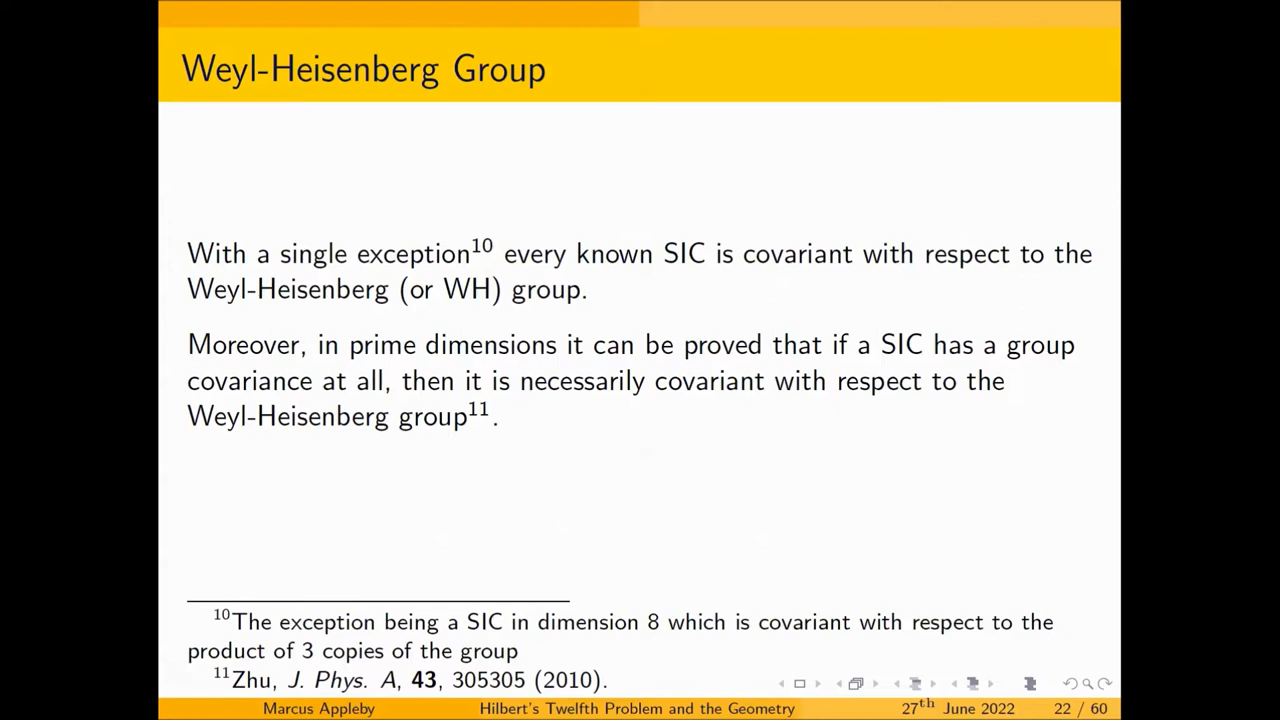 Weyl-Heisenberg Group
With a single exception¹⁰ every known SIC is covariant with respect to the
Weyl-Heisenberg (or WH) group.
Moreover, in prime dimensions it can be proved that if a SIC has a group
covariance at all, then it is necessarily covariant with respect to the
Weyl-Heisenberg group¹¹.
¹⁰The exception being a SIC in dimension 8 which is covariant with respect to the
product of 3 copies of the group
¹¹Zhu, J. Phys. A, 43, 305305 (2010).
Marcus Appleby Hilbert's Twelfth Problem and the Geometry 27th June 2022 22 / 60